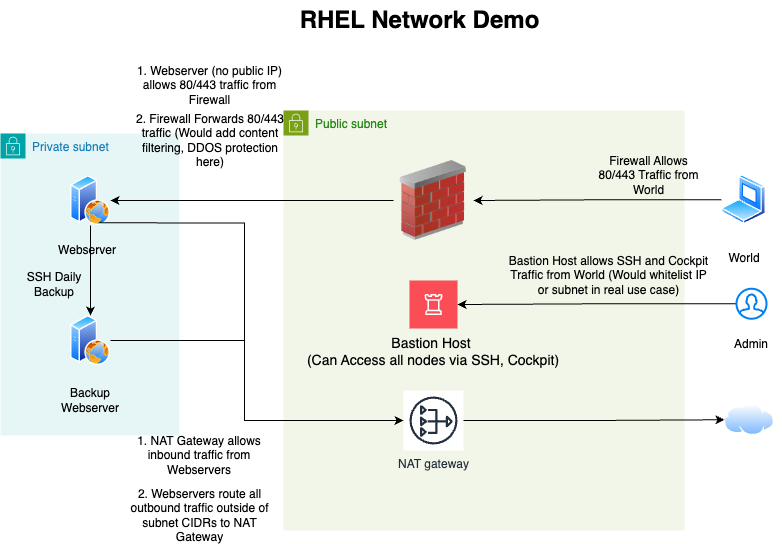 RHEL Network Demo
1. Webserver (no public IP)
allows 80/443 traffic from
Firewall
2. Firewall Forwards 80/443
traffic (Would add content
filtering, DDOS protection
here)
Private subnet
Public subnet
Firewall Allows
80/443 Traffic from
World
Webserver
World
SSH Daily
Backup
Bastion Host allows SSH and Cockpit
Traffic from World (Would whitelist IP
or subnet in real use case)
Bastion Host
(Can Access all nodes via SSH, Cockpit)
Admin
Backup
Webserver
1. NAT Gateway allows
inbound traffic from
Webservers
NAT gateway
2. Webservers route all
outbound traffic outside of
subnet CIDRs to NAT
Gateway